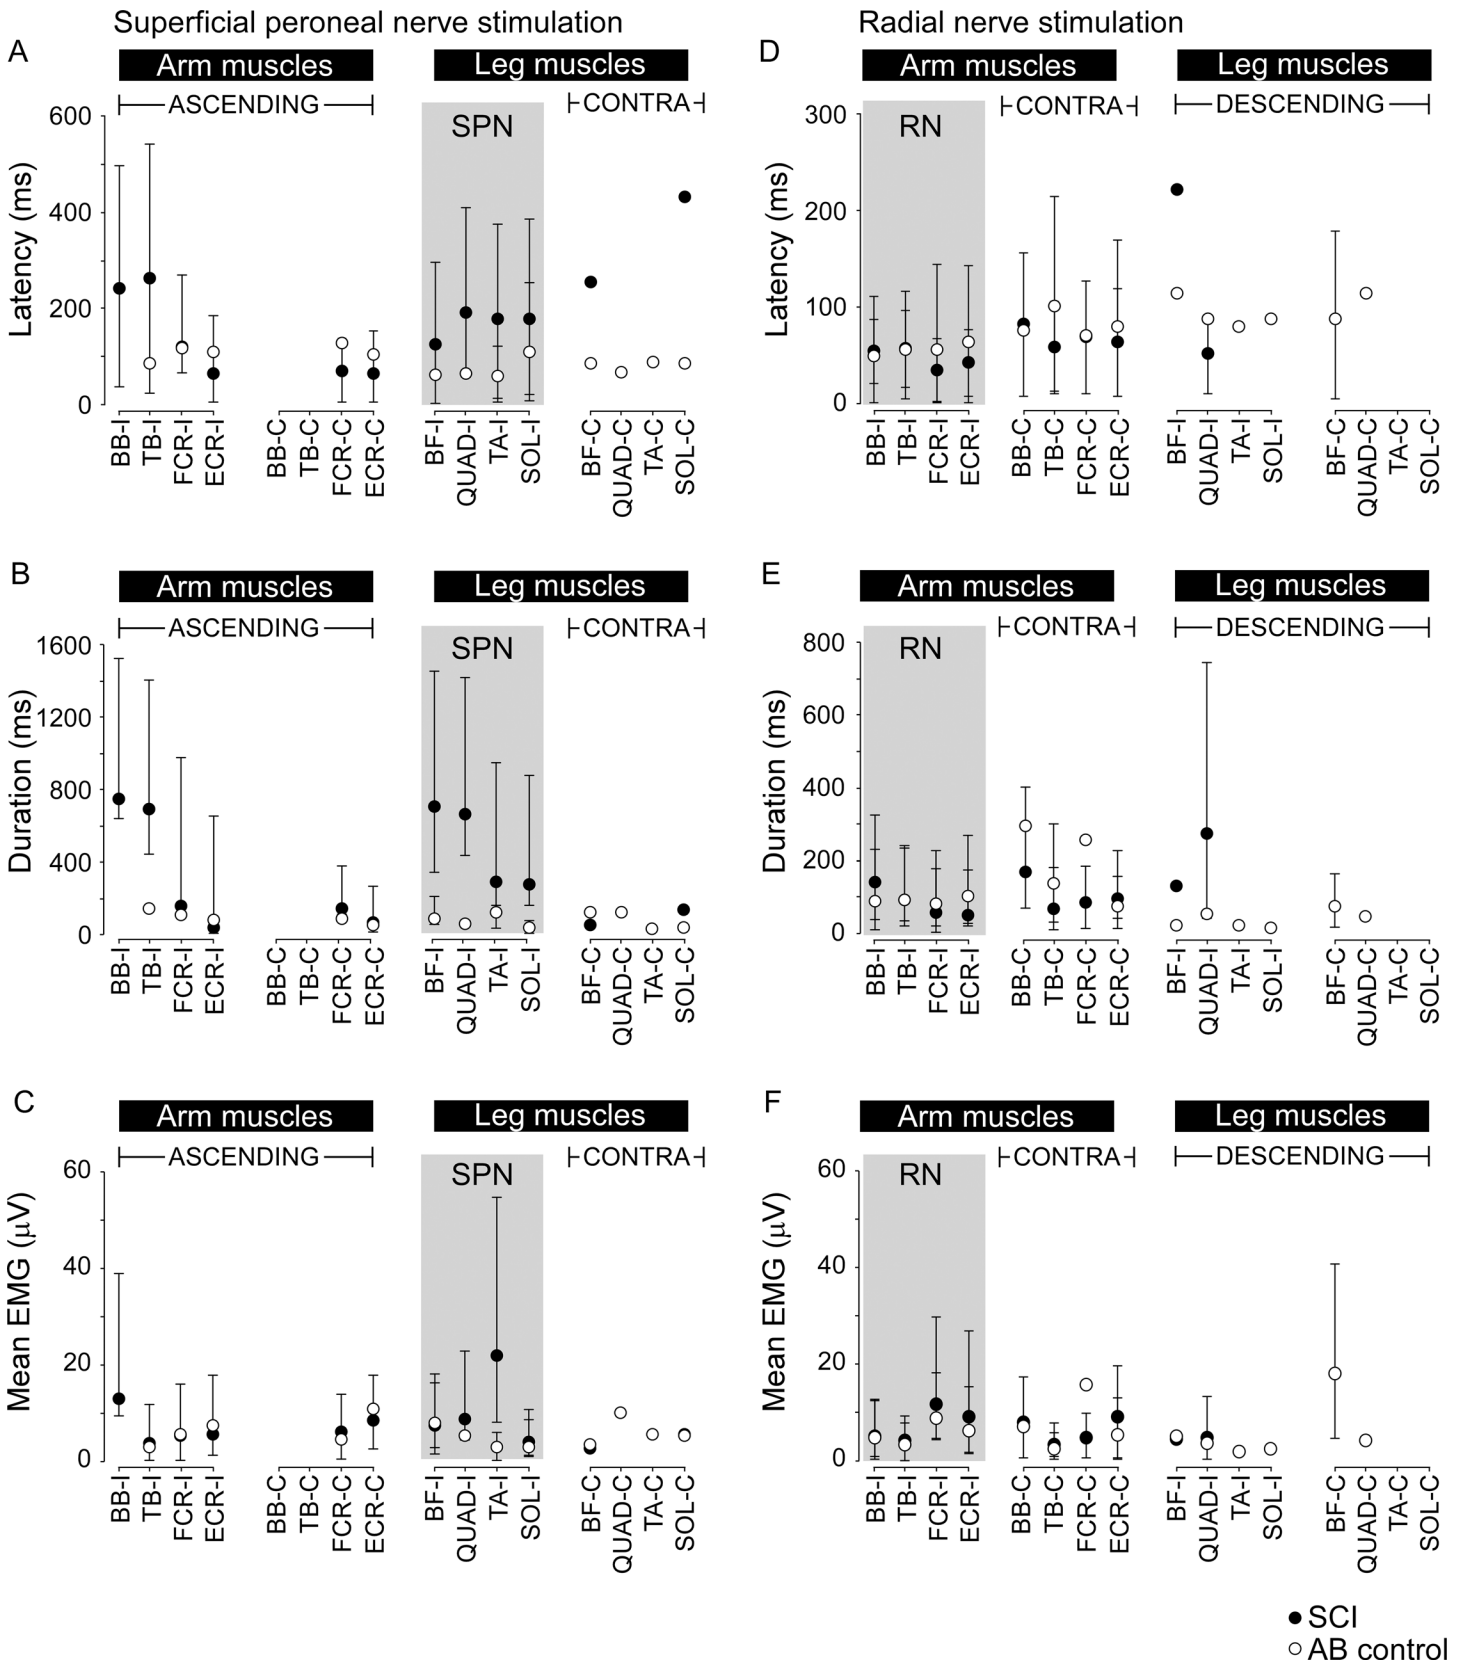 Superficial peroneal nerve stimulation
Radial nerve stimulation
A
Arm muscles
Leg muscles
ASCENDING
CONTRA
SPN
Latency (ms)
600
400
200
0
BB-I
TB-I
FCR-I
ECR-I
BB-C
TB-C
FCR-C
ECR-C
BF-I
QUAD-I
TA-I
SOL-I
BF-C
QUAD-C
TA-C
SOL-C
D
Arm muscles
Leg muscles
CONTRA
DESCENDING
RN
Latency (ms)
300
200
100
0
BB-I
TB-I
FCR-I
ECR-I
BB-C
TB-C
FCR-C
ECR-C
BF-I
QUAD-I
TA-I
SOL-I
BF-C
QUAD-C
TA-C
SOL-C
B
Arm muscles
Leg muscles
ASCENDING
CONTRA
SPN
Duration (ms)
1600
1200
800
400
0
BB-I
TB-I
FCR-I
ECR-I
BB-C
TB-C
FCR-C
ECR-C
BF-I
QUAD-I
TA-I
SOL-I
BF-C
QUAD-C
TA-C
SOL-C
E
Arm muscles
Leg muscles
CONTRA
DESCENDING
RN
Duration (ms)
800
600
400
200
0
BB-I
TB-I
FCR-I
ECR-I
BB-C
TB-C
FCR-C
ECR-C
BF-I
QUAD-I
TA-I
SOL-I
BF-C
QUAD-C
TA-C
SOL-C
C
Arm muscles
Leg muscles
ASCENDING
CONTRA
SPN
Mean EMG (μV)
60
40
20
0
BB-I
TB-I
FCR-I
ECR-I
BB-C
TB-C
FCR-C
ECR-C
BF-I
QUAD-I
TA-I
SOL-I
BF-C
QUAD-C
TA-C
SOL-C
F
Arm muscles
Leg muscles
CONTRA
DESCENDING
RN
Mean EMG (μV)
60
40
20
0
BB-I
TB-I
FCR-I
ECR-I
BB-C
TB-C
FCR-C
ECR-C
BF-I
QUAD-I
TA-I
SOL-I
BF-C
QUAD-C
TA-C
SOL-C
SCI
AB control